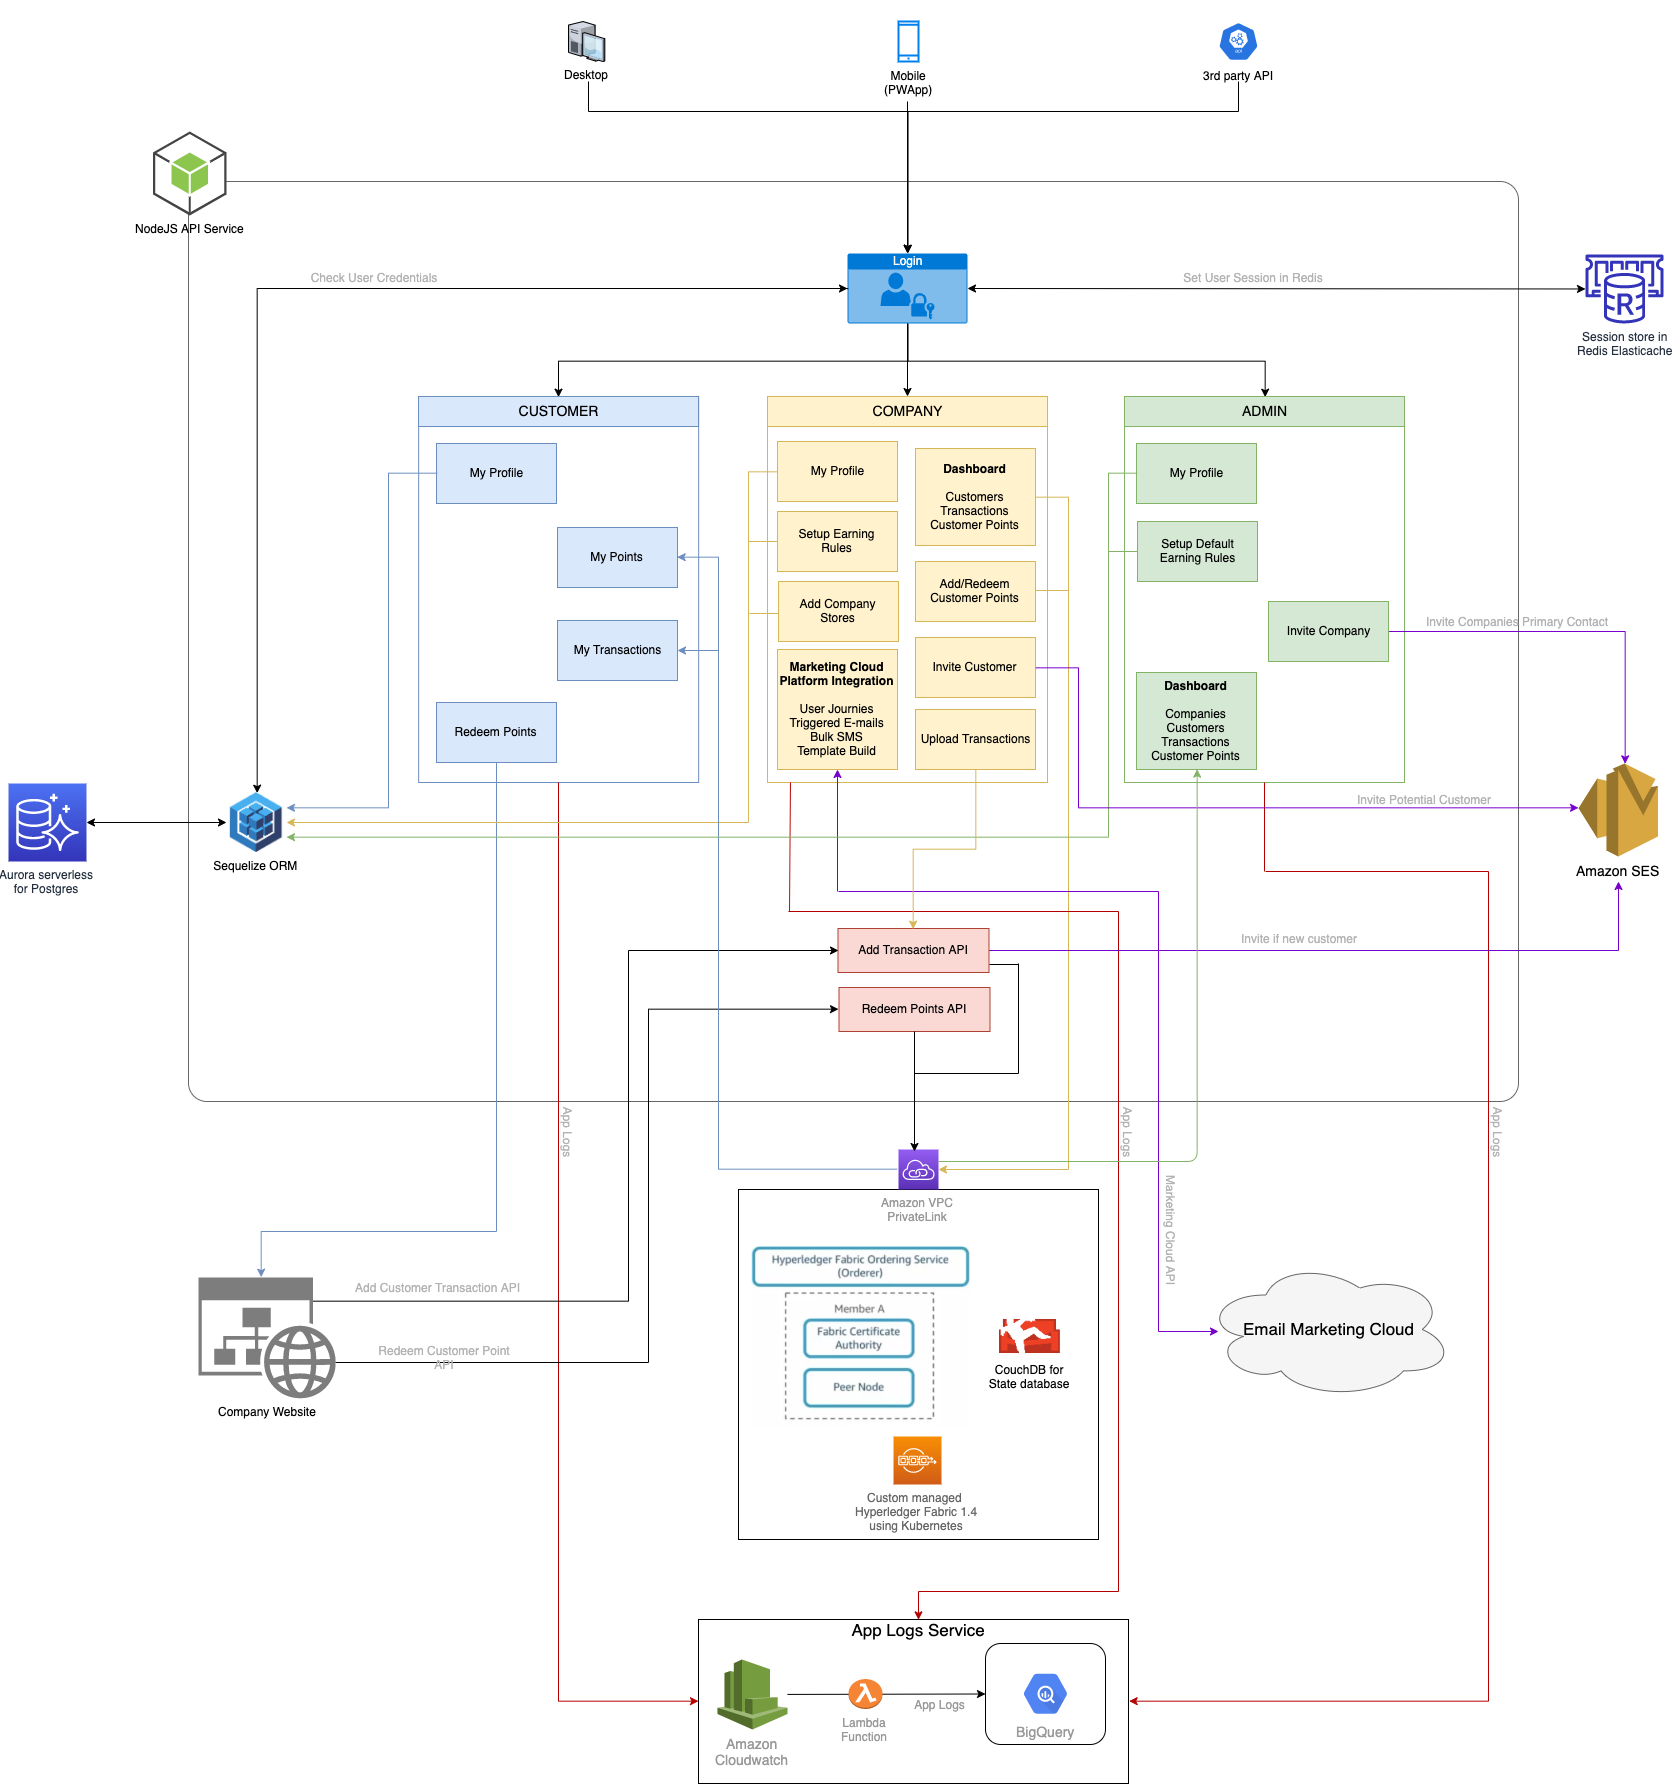 Desktop
Mobile
(PWApp)
3rd party API
NodeJS API Service
Login
Check User Credentials
Set User Session in Redis
R
Session store in
Redis Elasticache
CUSTOMER
My Profile
My Points
My Transactions
Redeem Points
COMPANY
My Profile
Setup Earning
Rules
Add Company
Stores
Marketing Cloud
Platform Integration
User Journies
Triggered E-mails
Bulk SMS
Template Build
Dashboard
Customers
Transactions
Customer Points
Add/Redeem
Customer Points
Invite Customer
Upload Transactions
ADMIN
My Profile
Setup Default
Earning Rules
Invite Company
Dashboard
Companies
Customers
Transactions
Customer Points
Invite Companies Primary Contact
Invite Potential Customer
Amazon SES
Aurora serverless
for Postgres
Sequelize ORM
Add Transaction API
Invite if new customer
Redeem Points API
App Logs
App Logs
App Logs
Marketing Cloud API
Amazon VPC
PrivateLink
Hyperledger Fabric Ordering Service
(Orderer)
Member A
Fabric Certificate
Authority
Peer Node
CouchDB for
State database
Custom managed
Hyperledger Fabric 1.4
using Kubernetes
Add Customer Transaction API
Redeem Customer Point
API
Company Website
Email Marketing Cloud
App Logs Service
Amazon
Cloudwatch
Lambda
Function
App Logs
BigQuery